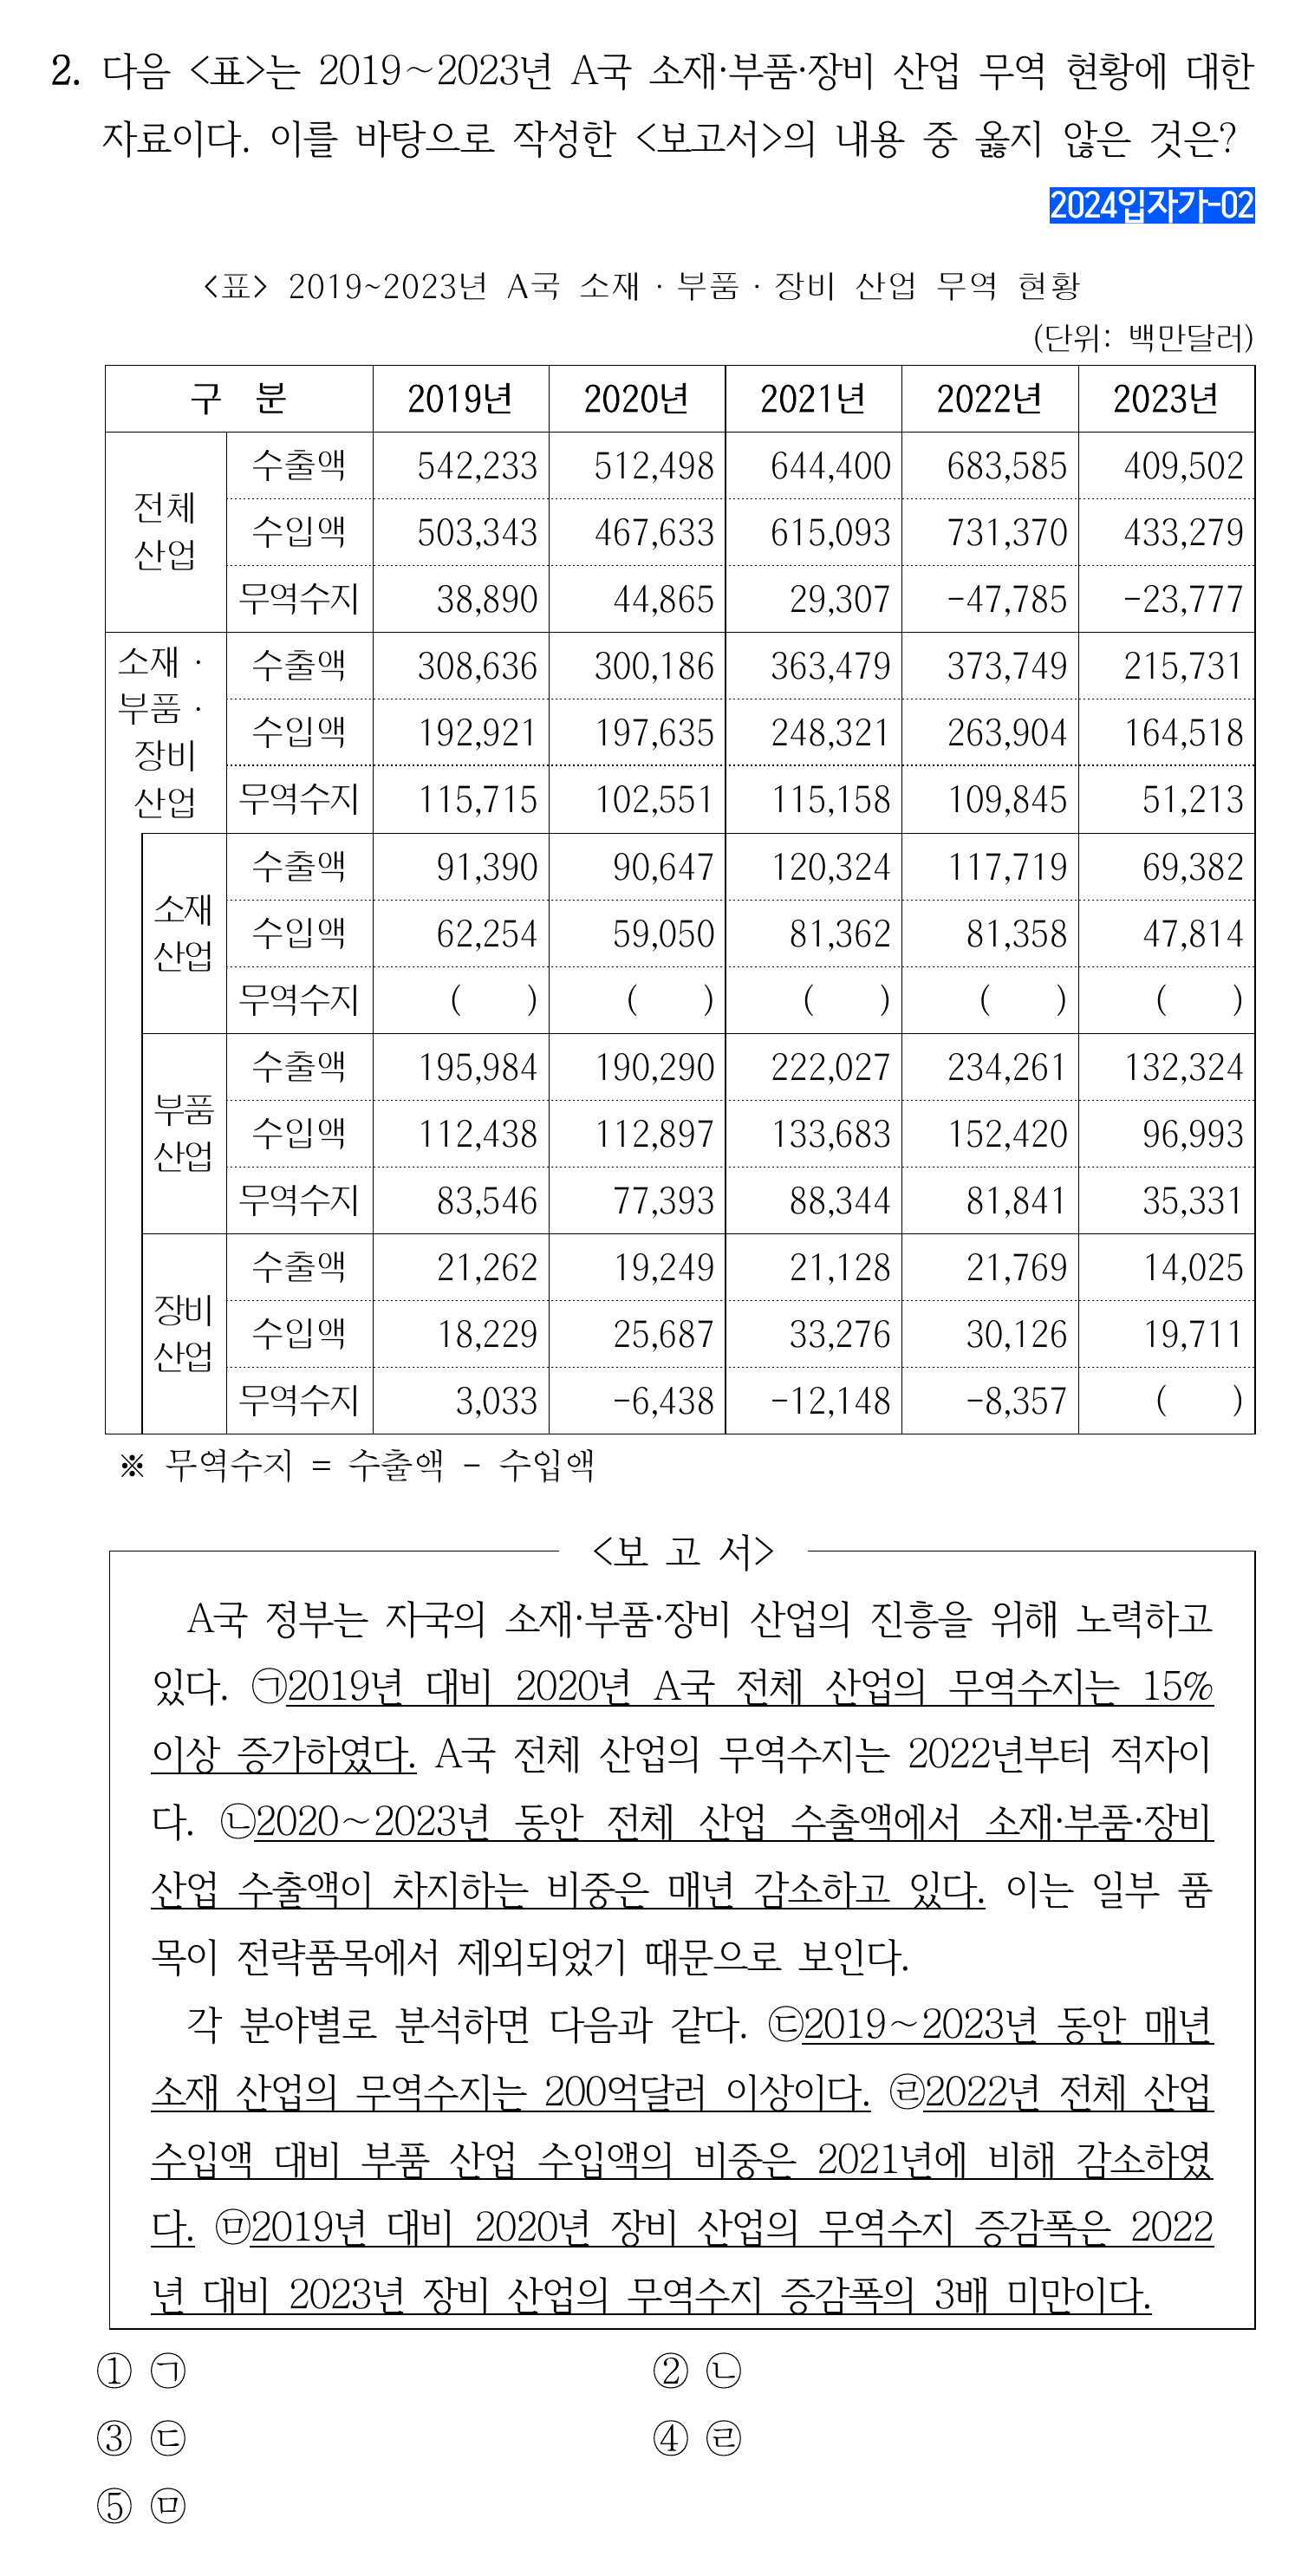 2. 다음 <표>는 2019~2023년 A국 소재·부품·장비 산업 무역 현황에 대한
자료이다. 이를 바탕으로 작성한 <보고서>의 내용 중 옳지 않은 것은?
2024입자가-02
<표> 2019~2023년 A국 소재·부품·장비 산업 무역 현황
(단위: 백만달러)
구 분 2019년 2020년 2021년 2022년 2023년
전체 산업
수출액 542,233 512,498 644,400 683,585 409,502
수입액 503,343 467,633 615,093 731,370 433,279
무역수지 38,890 44,865 29,307 -47,785 -23,777
소재·
부품·
장비
산업
수출액 308,636 300,186 363,479 373,749 215,731
수입액 192,921 197,635 248,321 263,904 164,518
무역수지 115,715 102,551 115,158 109,845 51,213
소재
산업
수출액 91,390 90,647 120,324 117,719 69,382
수입액 62,254 59,050 81,362 81,358 47,814
무역수지 ( ) ( ) ( ) ( ) ( )
부품
산업
수출액 195,984 190,290 222,027 234,261 132,324
수입액 112,438 112,897 133,683 152,420 96,993
무역수지 83,546 77,393 88,344 81,841 35,331
장비
산업
수출액 21,262 19,249 21,128 21,769 14,025
수입액 18,229 25,687 33,276 30,126 19,711
무역수지 3,033 -6,438 -12,148 -8,357 ( )
※ 무역수지 = 수출액 - 수입액
<보 고 서>
A국 정부는 자국의 소재·부품·장비 산업의 진흥을 위해 노력하고
있다. ㉠2019년 대비 2020년 A국 전체 산업의 무역수지는 15%
이상 증가하였다. A국 전체 산업의 무역수지는 2022년부터 적자이
다. ㉡2020~2023년 동안 전체 산업 수출액에서 소재·부품·장비
산업 수출액이 차지하는 비중은 매년 감소하고 있다. 이는 일부 품
목이 전략품목에서 제외되었기 때문으로 보인다.
각 분야별로 분석하면 다음과 같다. ㉢2019~2023년 동안 매년
소재 산업의 무역수지는 200억달러 이상이다. ㉣2022년 전체 산업
수입액 대비 부품 산업 수입액의 비중은 2021년에 비해 감소하였
다. ㉤2019년 대비 2020년 장비 산업의 무역수지 증감폭은 2022
년 대비 2023년 장비 산업의 무역수지 증감폭의 3배 미만이다.
① ㉠ ② ㉡
③ ㉢ ④ ㉣
⑤ ㉤